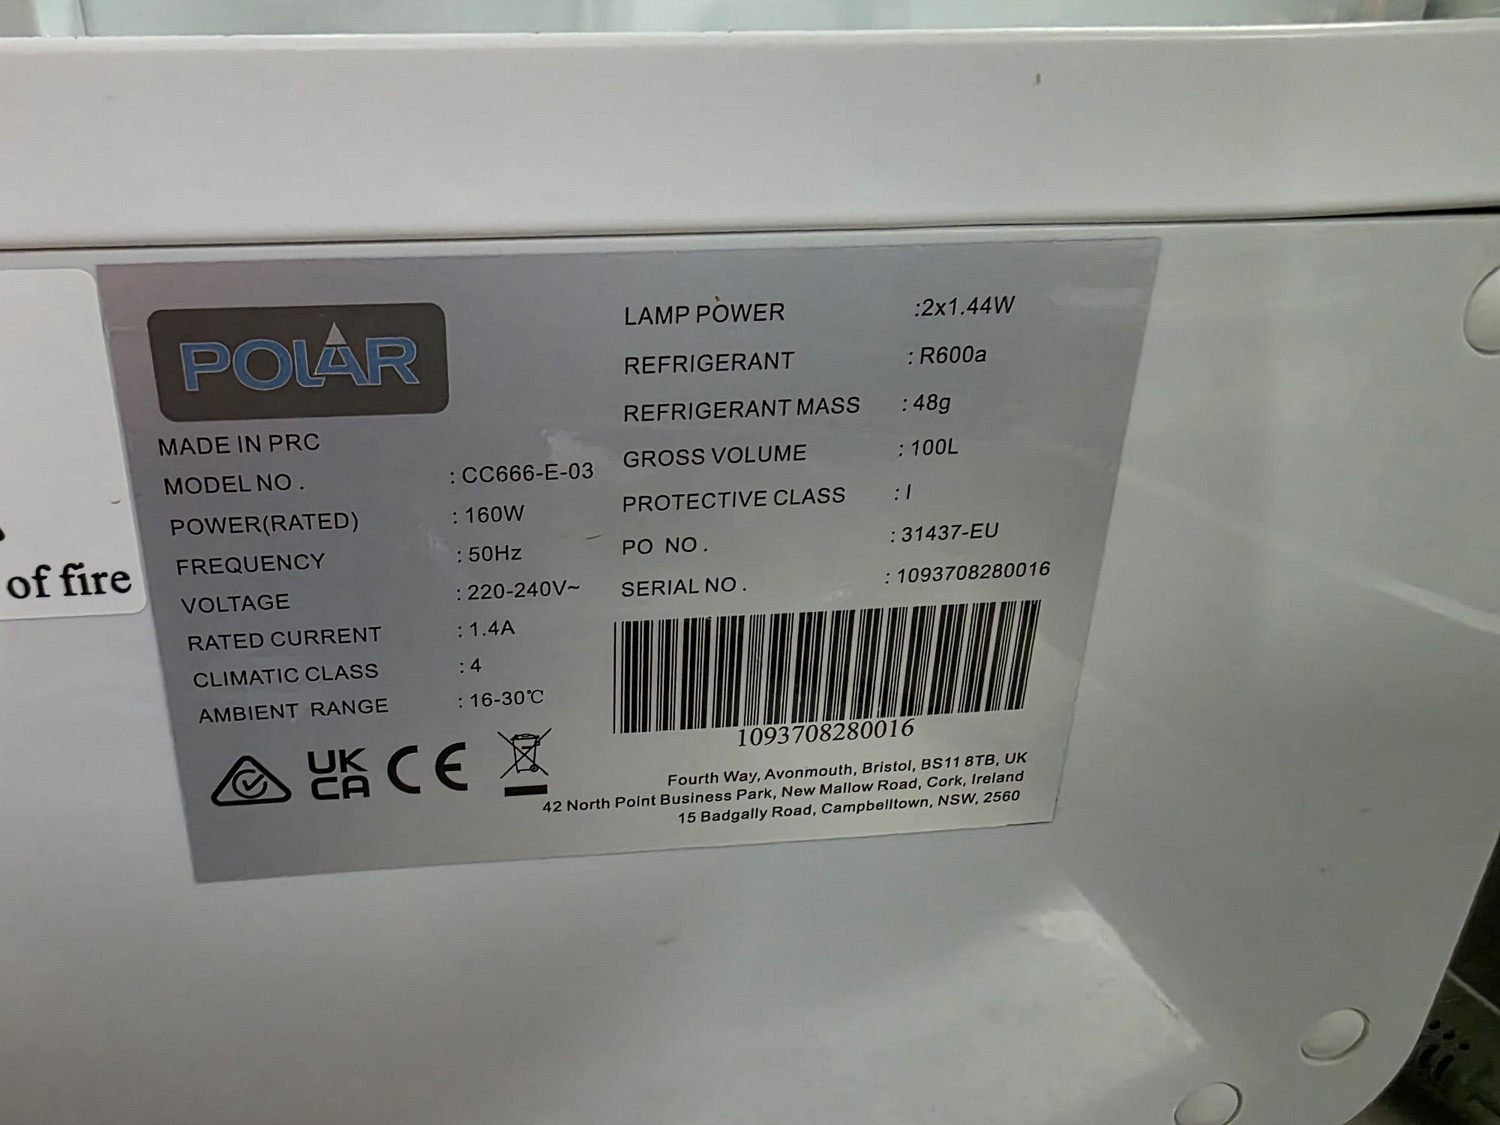 POLAR
MADE IN PRC
MODEL NO. : CC666-E-03
POWER(RATED) : 160W
FREQUENCY : 50Hz
VOLTAGE : 220-240V~
RATED CURRENT : 1.4A
CLIMATIC CLASS : 4
AMBIENT RANGE : 16-30℃
UK
CA CE
LAMP POWER :2x1.44W
REFRIGERANT : R600a
REFRIGERANT MASS : 48g
GROSS VOLUME : 100L
PROTECTIVE CLASS : I
PO NO. : 31437-EU
SERIAL NO. : 1093708280016
1093708280016
Fourth Way, Avonmouth, Bristol, BS11 8TB, UK
42 North Point Business Park, New Mallow Road, Cork, Ireland
15 Badgally Road, Campbelltown, NSW, 2560
of fire